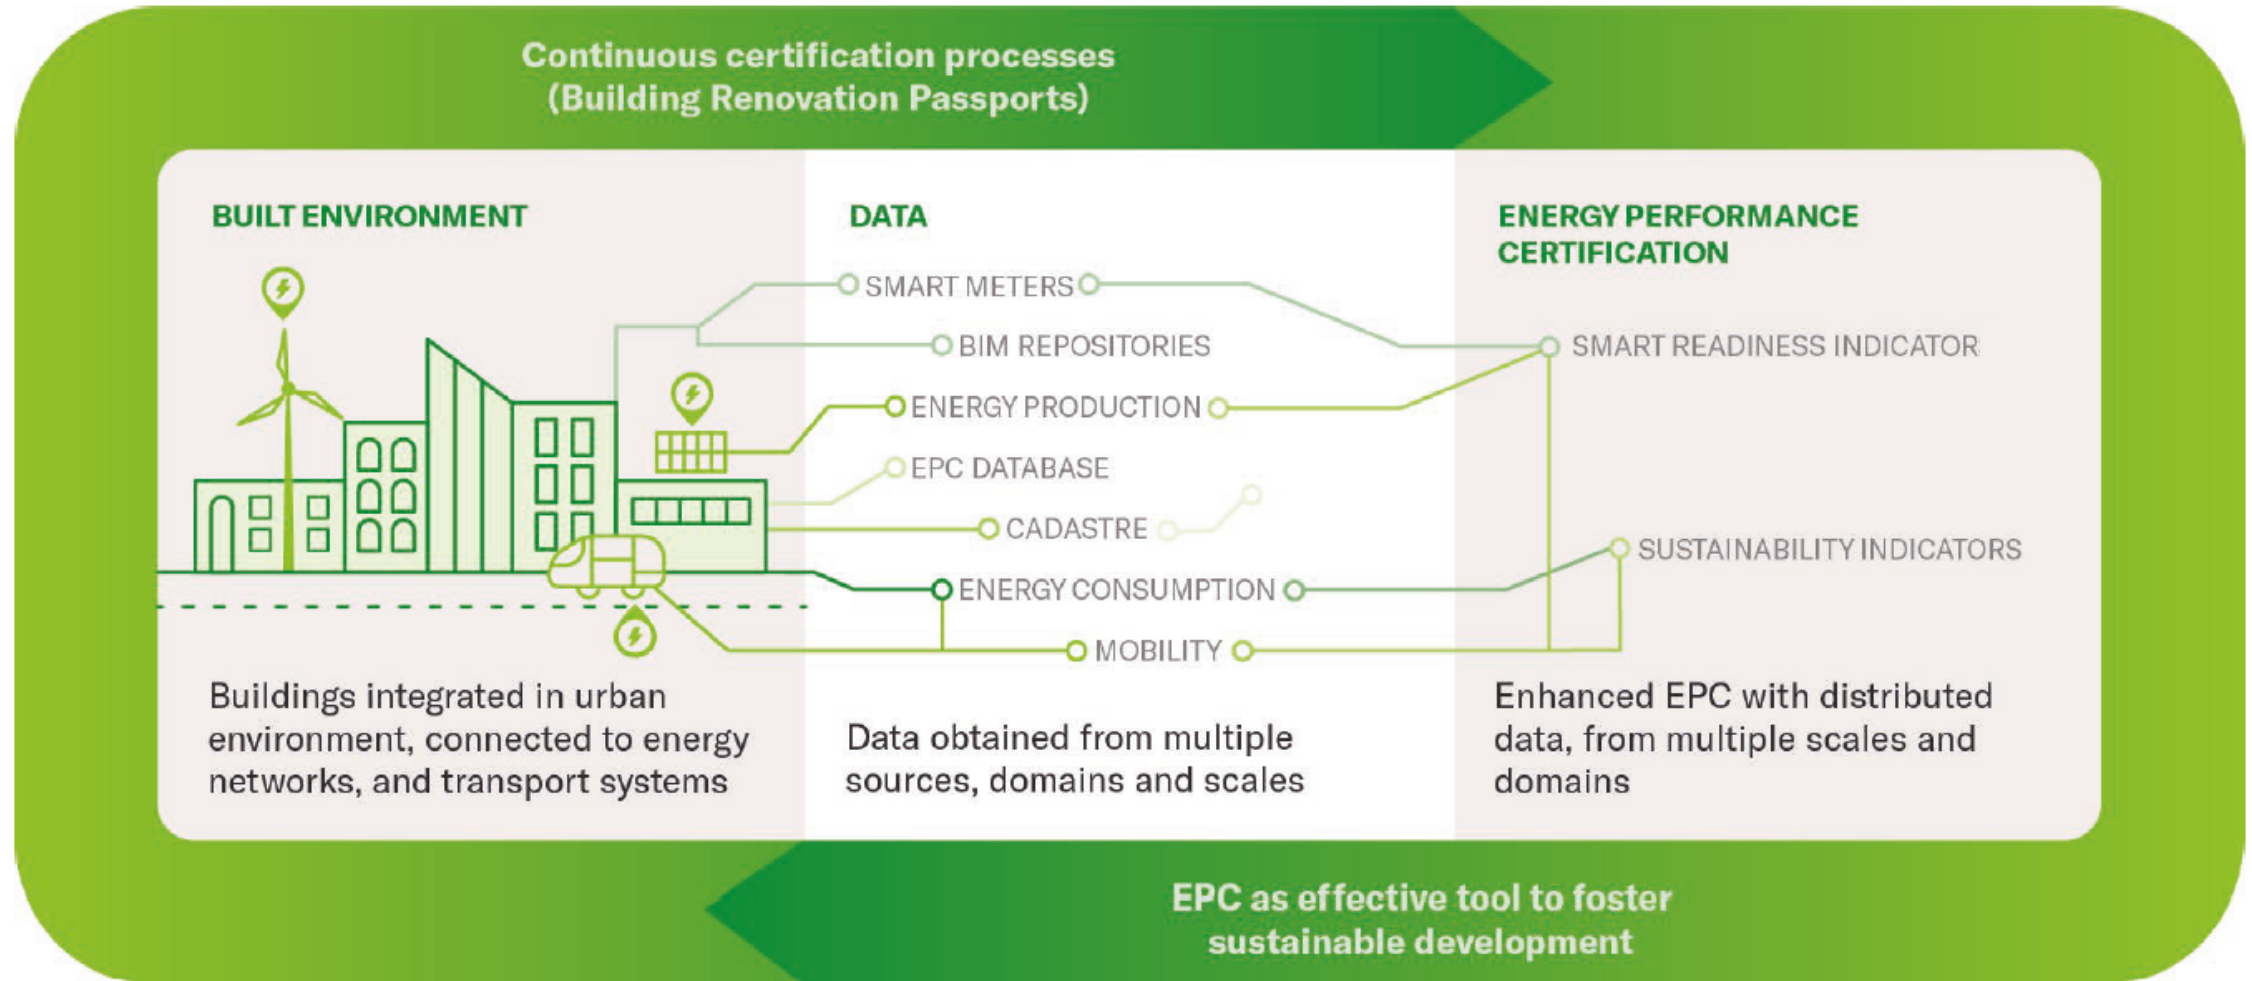 Continuous certification processes
(Building Renovation Passports)
BUILT ENVIRONMENT
Buildings integrated in urban
environment, connected to energy
networks, and transport systems
DATA
SMART METERS
BIM REPOSITORIES
ENERGY PRODUCTION
EPC DATABASE
CADASTRE
ENERGY CONSUMPTION
MOBILITY
Data obtained from multiple
sources, domains and scales
ENERGY PERFORMANCE
CERTIFICATION
SMART READINESS INDICATOR
SUSTAINABILITY INDICATORS
Enhanced EPC with distributed
data, from multiple scales and
domains
EPC as effective tool to foster
sustainable development